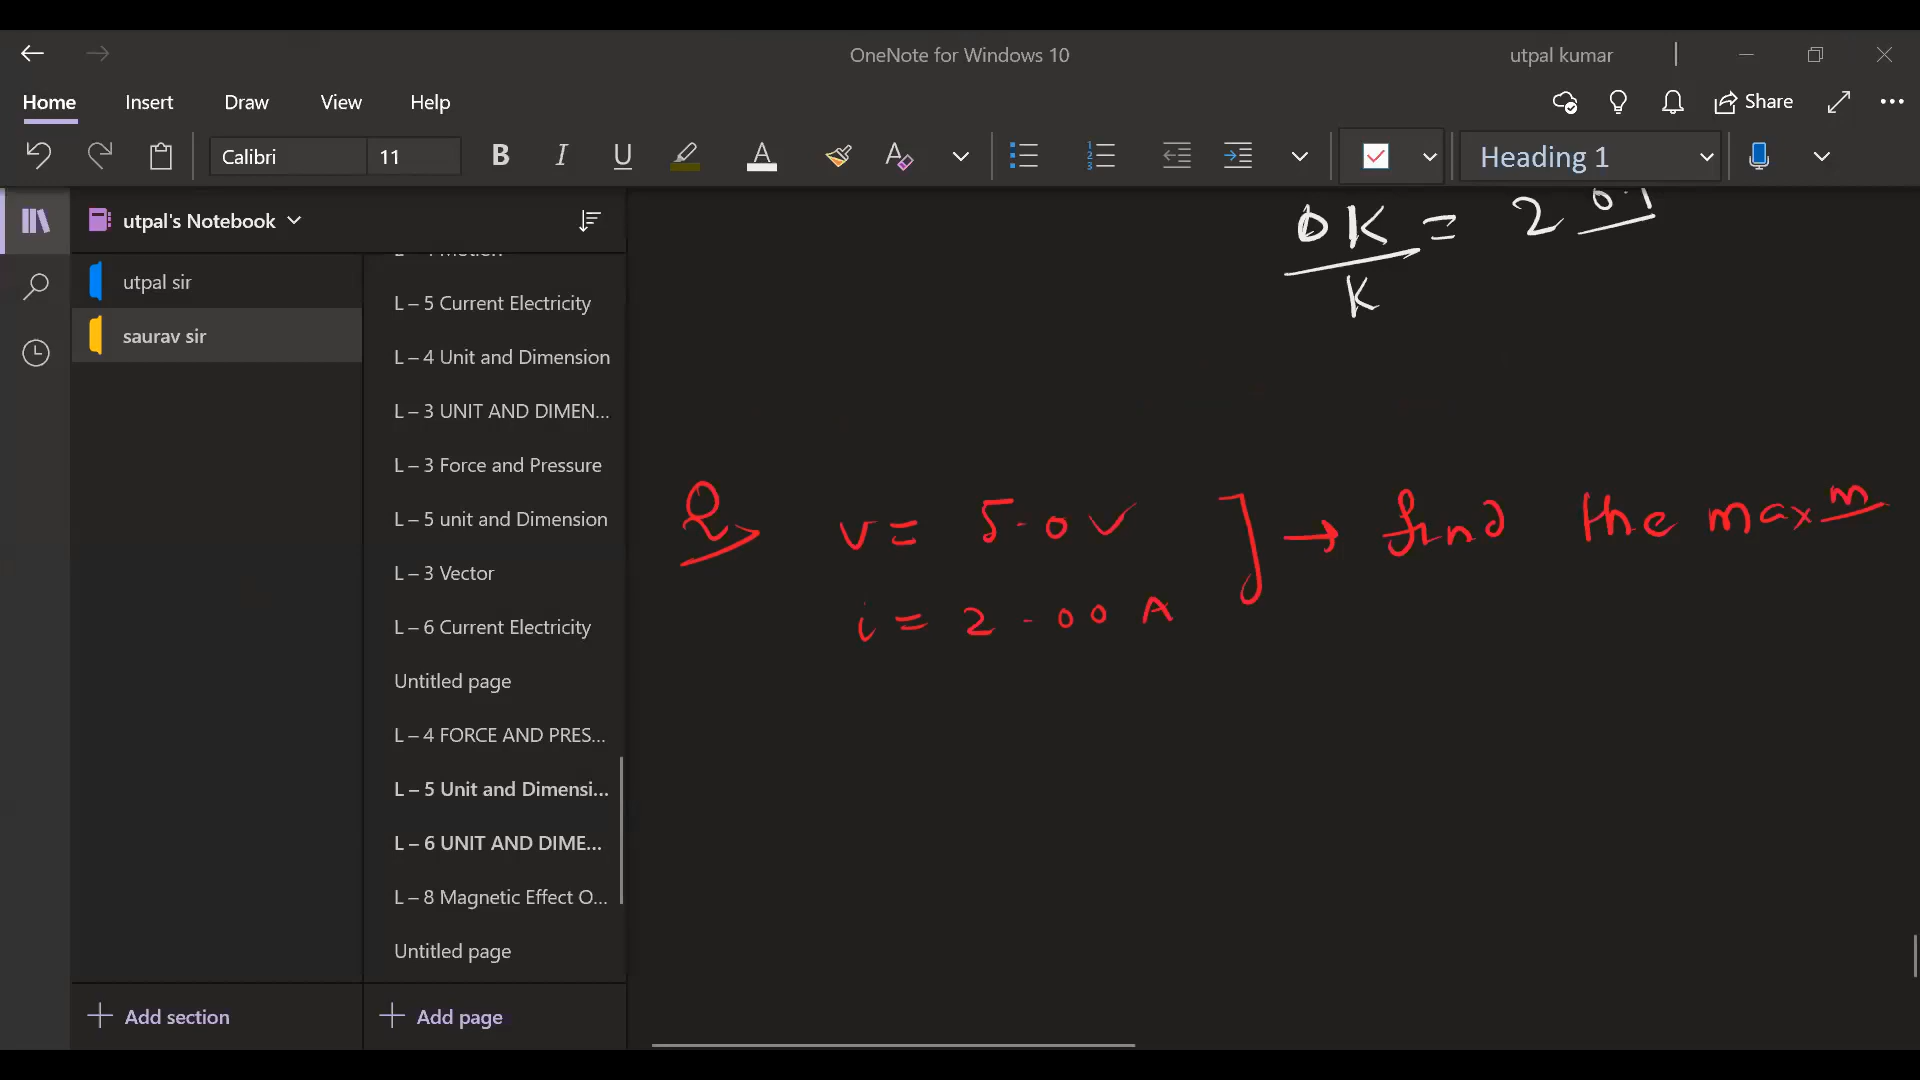 OneNote for Windows 10
utpal kumar
Home Insert Draw View Help
Share
Calibri 11 B I U A A Heading 1
utpal's Notebook
utpal sir
saurav sir
L – 5 Current Electricity
L – 4 Unit and Dimension
L – 3 UNIT AND DIMEN...
L – 3 Force and Pressure
L – 5 unit and Dimension
L – 3 Vector
L – 6 Current Electricity
Untitled page
L – 4 FORCE AND PRES...
L – 5 Unit and Dimensi...
L – 6 UNIT AND DIME...
L – 8 Magnetic Effect O...
Untitled page
Add section
Add page
K = 2
K
Q v = 5.0 V ] → find the maxm
i = 2.00 A